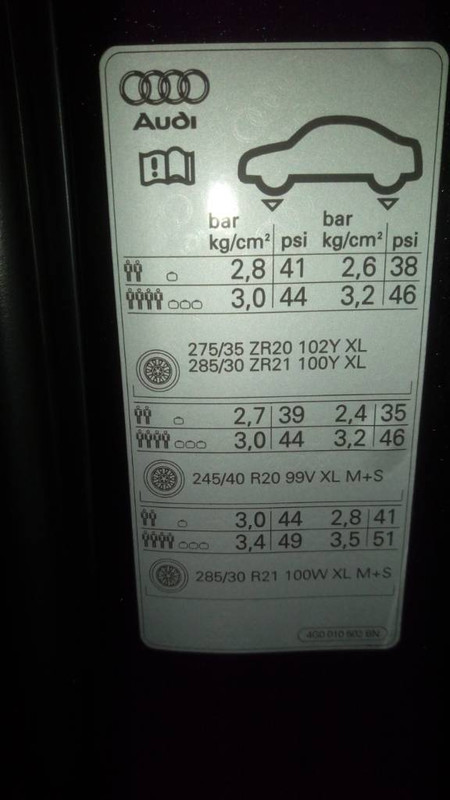 Audi
bar bar
kg/cm² psi kg/cm² psi
2,8 41 2,6 38
3,0 44 3,2 46
275/35 ZR20 102Y XL
285/30 ZR21 100Y XL
2,7 39 2,4 35
3,0 44 3,2 46
245/40 R20 99V XL M+S
3,0 44 2,8 41
3,4 49 3,5 51
285/30 R21 100W XL M+S